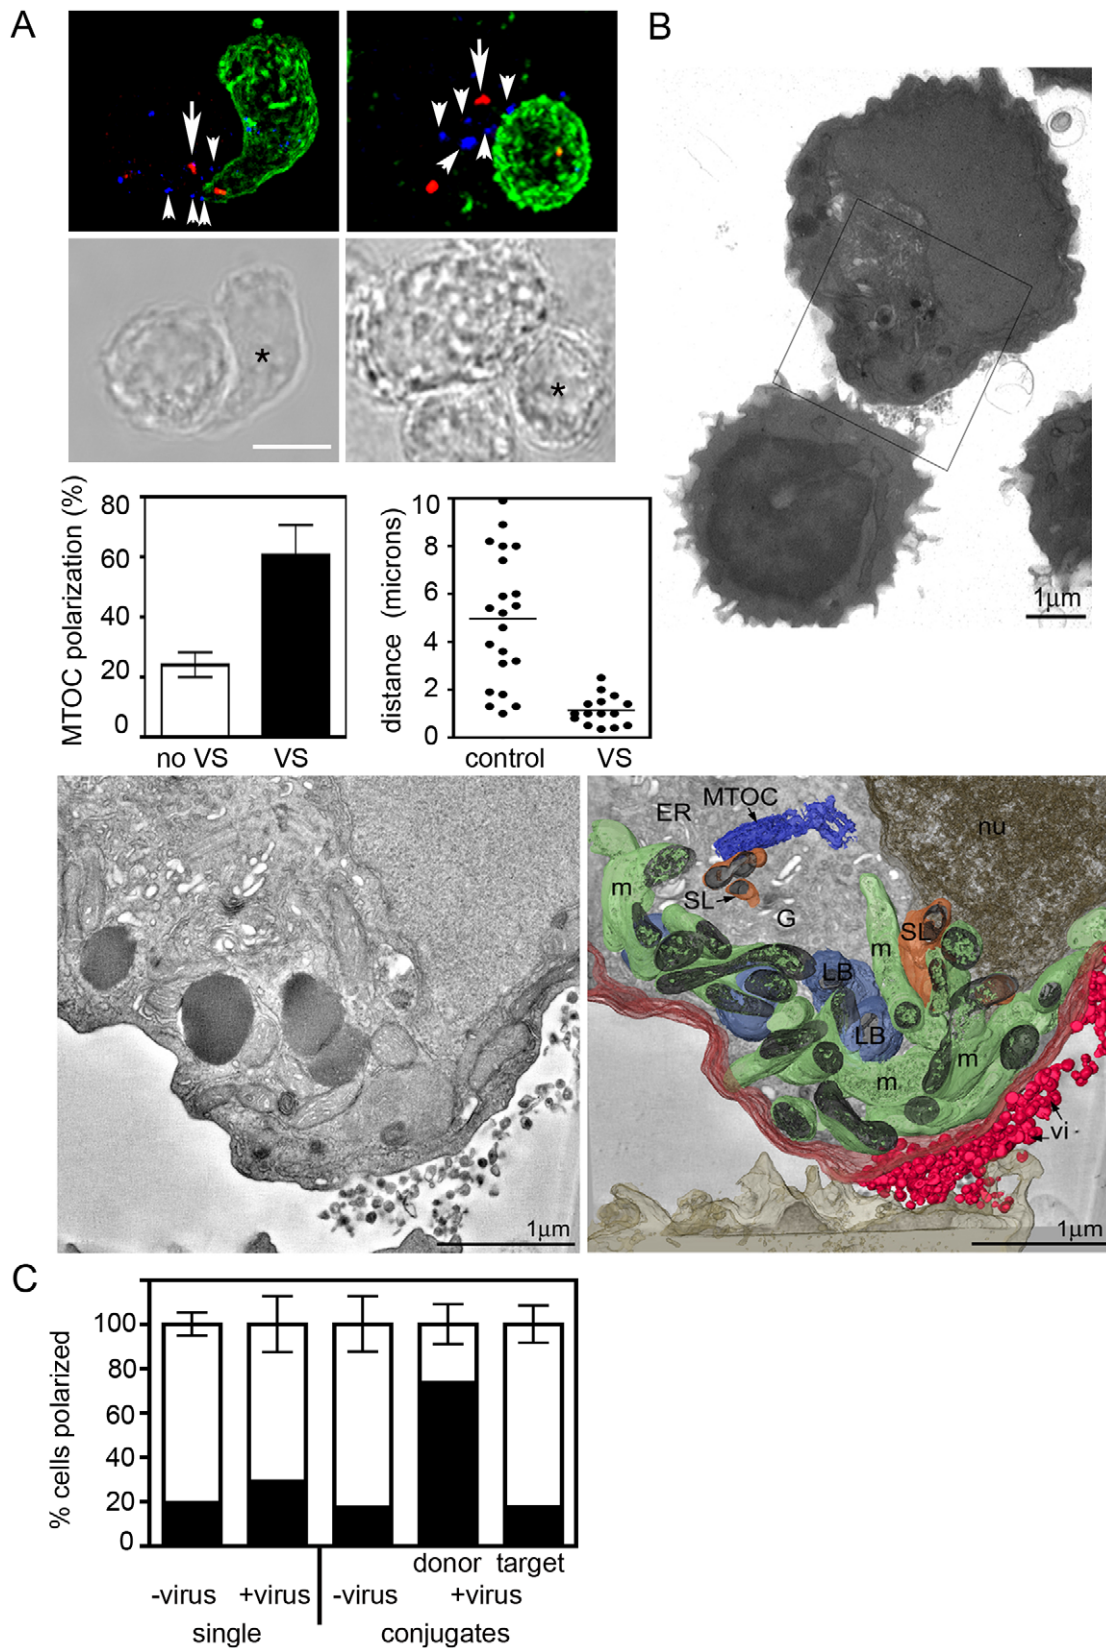 A
B
*
*
1µm
MTOC polarization (%)
80
60
40
20
0
no VS
VS
distance (microns)
10
8
6
4
2
0
control
VS
1µm
ER
MTOC
nu
m
SL
G
m
SL
LB
LB
m
m
vi
1µm
C
% cells polarized
100
80
60
40
20
0
donor target
-virus +virus -virus +virus
single conjugates